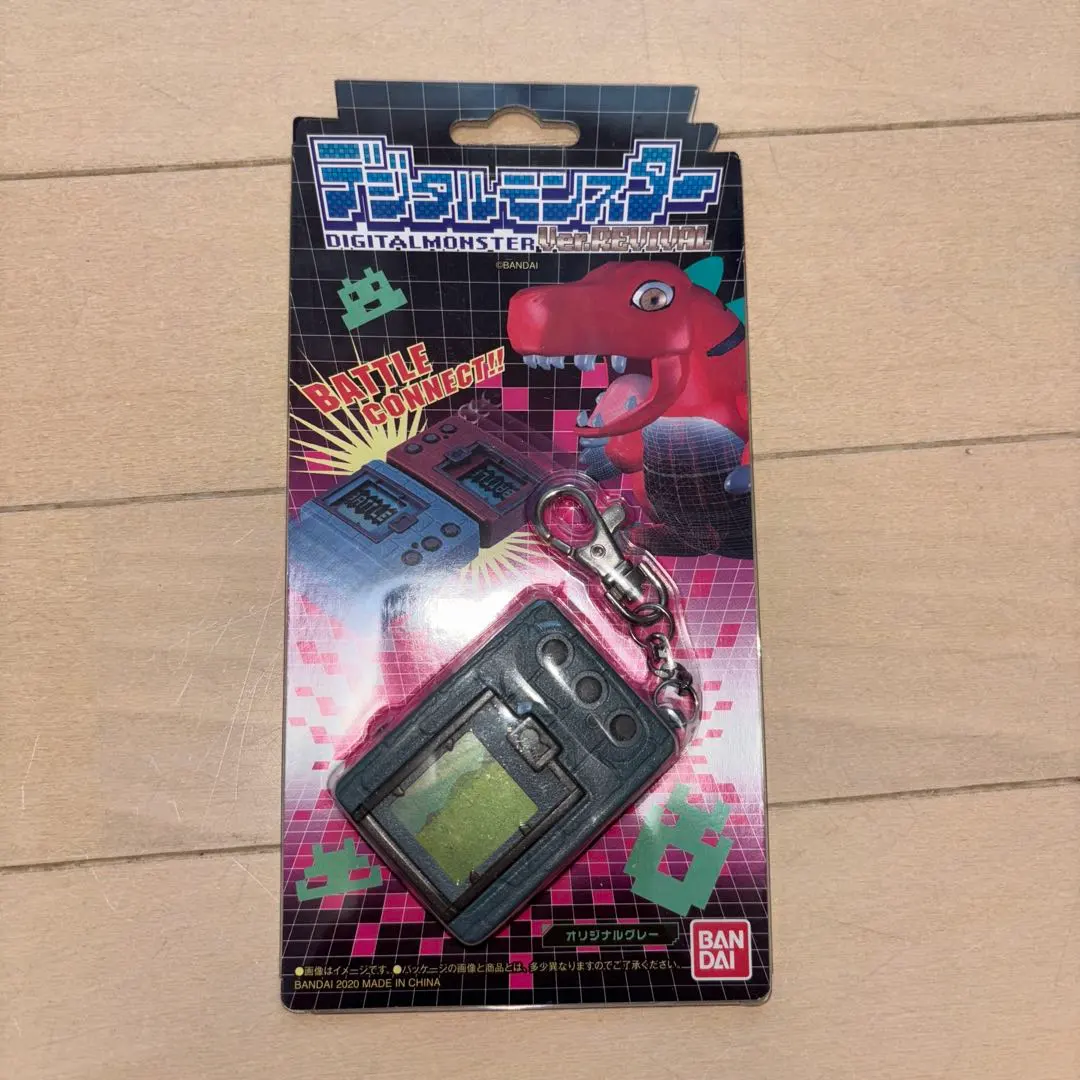 デジタルモンスター
DIGITALMONSTER Ver.REVIVAL
©BANDAI
BATTLE
CONNECT!!
BATTLE
BATTLE
オリジナルグレー
BAN
DAI
●画像はイメージです。●パッケージの画像と商品とは、多少異なりますのでご了承ください。
BANDAI 2020 MADE IN CHINA